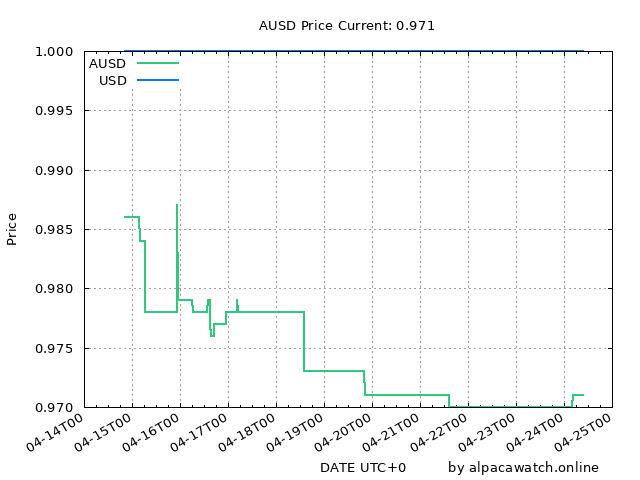 AUSD Price Current: 0.971
1.000
0.995
0.990
0.985
0.980
0.975
0.970
Price
AUSD
USD
04-14T00
04-15T00
04-16T00
04-17T00
04-18T00
04-19T00
04-20T00
04-21T00
04-22T00
04-23T00
04-24T00
04-25T00
DATE UTC+0
by alpacawatch.online